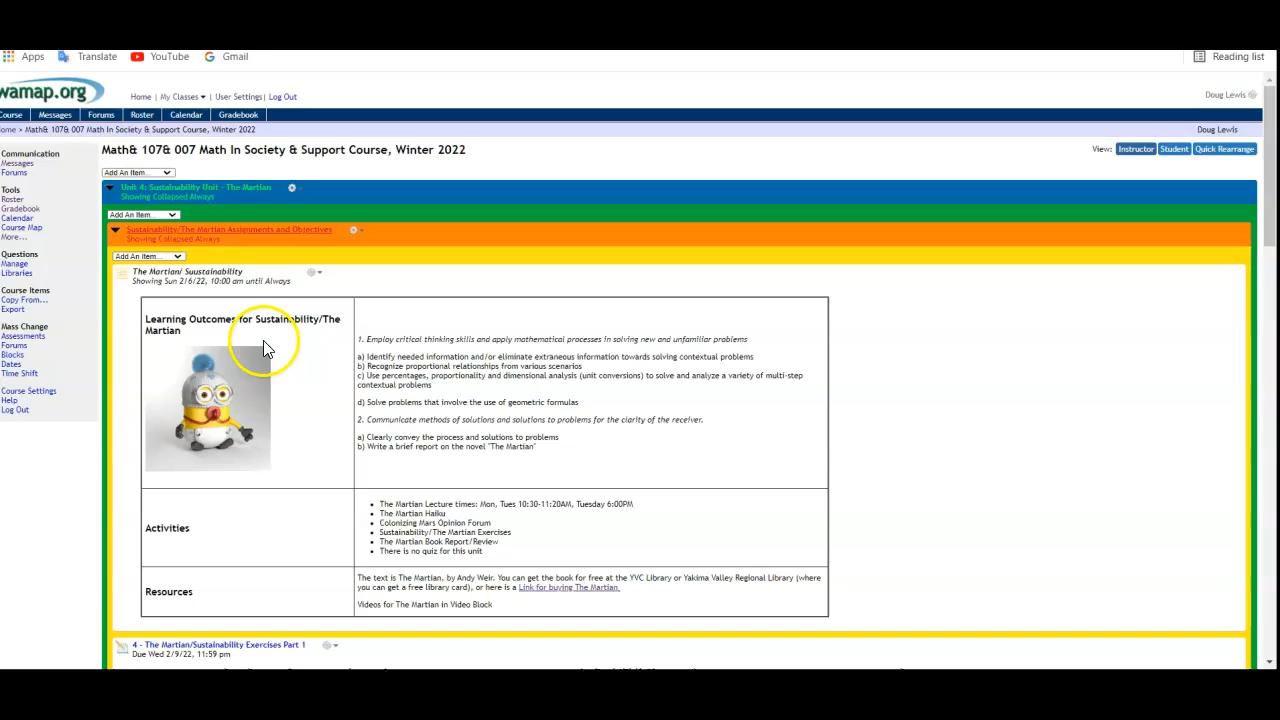 Apps Translate YouTube Gmail Reading list
wamap.org
Home | My Classes | User Settings | Log Out
Doug Lewis
Course Messages Forums Roster Calendar Gradebook
Home > Math& 107& 007 Math In Society & Support Course, Winter 2022
Doug Lewis
Communication
Messages
Forums
Tools
Roster
Gradebook
Calendar
Course Map
More...
Questions
Manage
Libraries
Course Items
Copy From...
Export
Mass Change
Assessments
Forums
Blocks
Dates
Time Shift
Course Settings
Help
Log Out
Math& 107& 007 Math In Society & Support Course, Winter 2022
View: Instructor Student Quick Rearrange
Add An Item...
Unit 4: Sustainability Unit - The Martian
Showing Collapsed Always
Add An Item...
Sustainability/The Martian Assignments and Objectives
Showing Collapsed Always
Add An Item...
The Martian/ Suustainability
Showing Sun 2/6/22, 10:00 am until Always
Learning Outcomes for Sustainability/The
Martian
1. Employ critical thinking skills and apply mathematical processes in solving new and unfamiliar problems
a) Identify needed information and/or eliminate extraneous information towards solving contextual problems
b) Recognize proportional relationships from various scenarios
c) Use percentages, proportionality and dimensional analysis (unit conversions) to solve and analyze a variety of multi-step
contextual problems
d) Solve problems that involve the use of geometric formulas
2. Communicate methods of solutions and solutions to problems for the clarity of the receiver.
a) Clearly convey the process and solutions to problems
b) Write a brief report on the novel "The Martian"
Activities
• The Martian Lecture times: Mon, Tues 10:30-11:20AM, Tuesday 6:00PM
• The Martian Haiku
• Colonizing Mars Opinion Forum
• Sustainability/The Martian Exercises
• The Martian Book Report/Review
• There is no quiz for this unit
Resources
The text is The Martian, by Andy Weir. You can get the book for free at the YVC Library or Yakima Valley Regional Library (where
you can get a free library card), or here is a Link for buying The Martian.
Videos for The Martian in Video Block
4 - The Martian/Sustainability Exercises Part 1
Due Wed 2/9/22, 11:59 pm